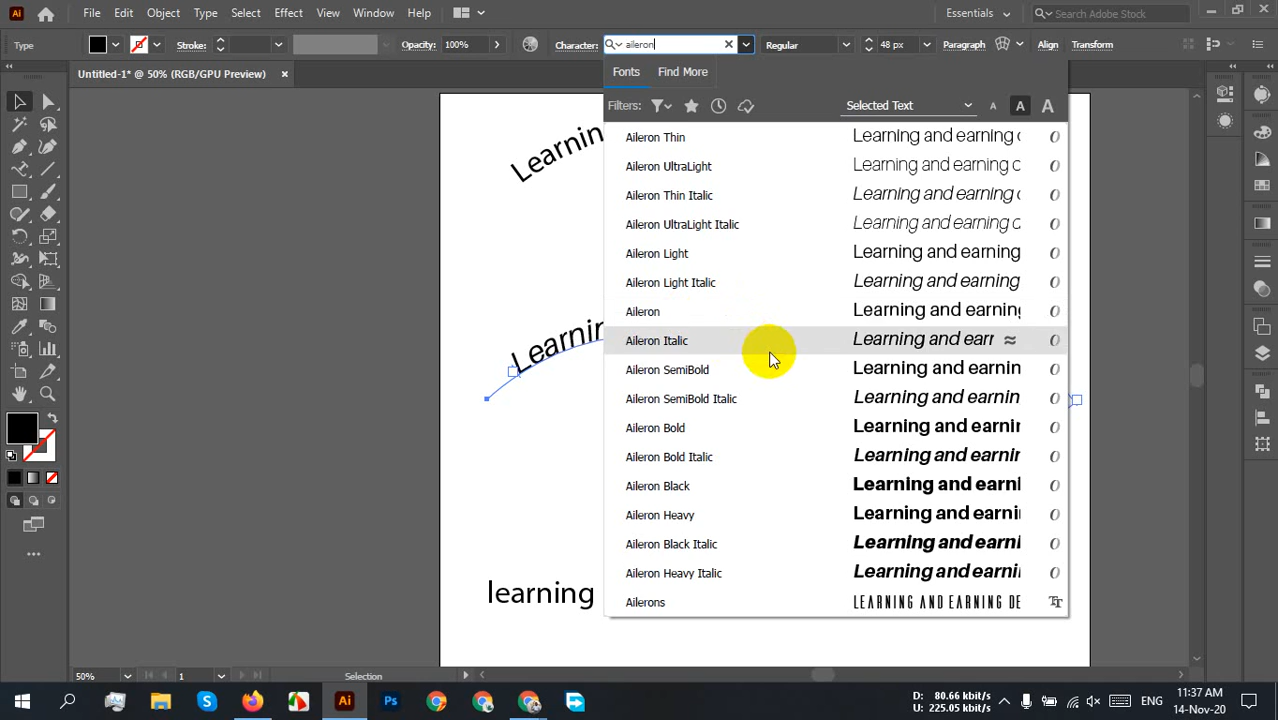 File Edit Object Type Select Effect View Window Help Essentials Search Adobe Stock
Type Stroke: Opacity: 100% Character: aileron Regular 48 px Paragraph Align Transform
Untitled-1* @ 50% (RGB/GPU Preview)
Fonts Find More
Filters: Selected Text A A A
Aileron Thin Learning and earning
Aileron UltraLight Learning and earning
Aileron Thin Italic Learning and earning
Aileron UltraLight Italic Learning and earning
Aileron Light Learning and earning
Aileron Light Italic Learning and earning
Aileron Learning and earning
Aileron Italic Learning and earr
Aileron SemiBold Learning and earnin
Aileron SemiBold Italic Learning and earnin
Aileron Bold Learning and earnir
Aileron Bold Italic Learning and earnir
Aileron Black Learning and earni
Aileron Heavy Learning and earni
Aileron Black Italic Learning and earni
Aileron Heavy Italic Learning and earni
Ailerons LEARNING AND EARNING DE
Learnin
Learnin
learning
50% 1 Selection
D: 80.66 kbit/s
U: 225.05 kbit/s
ENG
11:37 AM
14-Nov-20